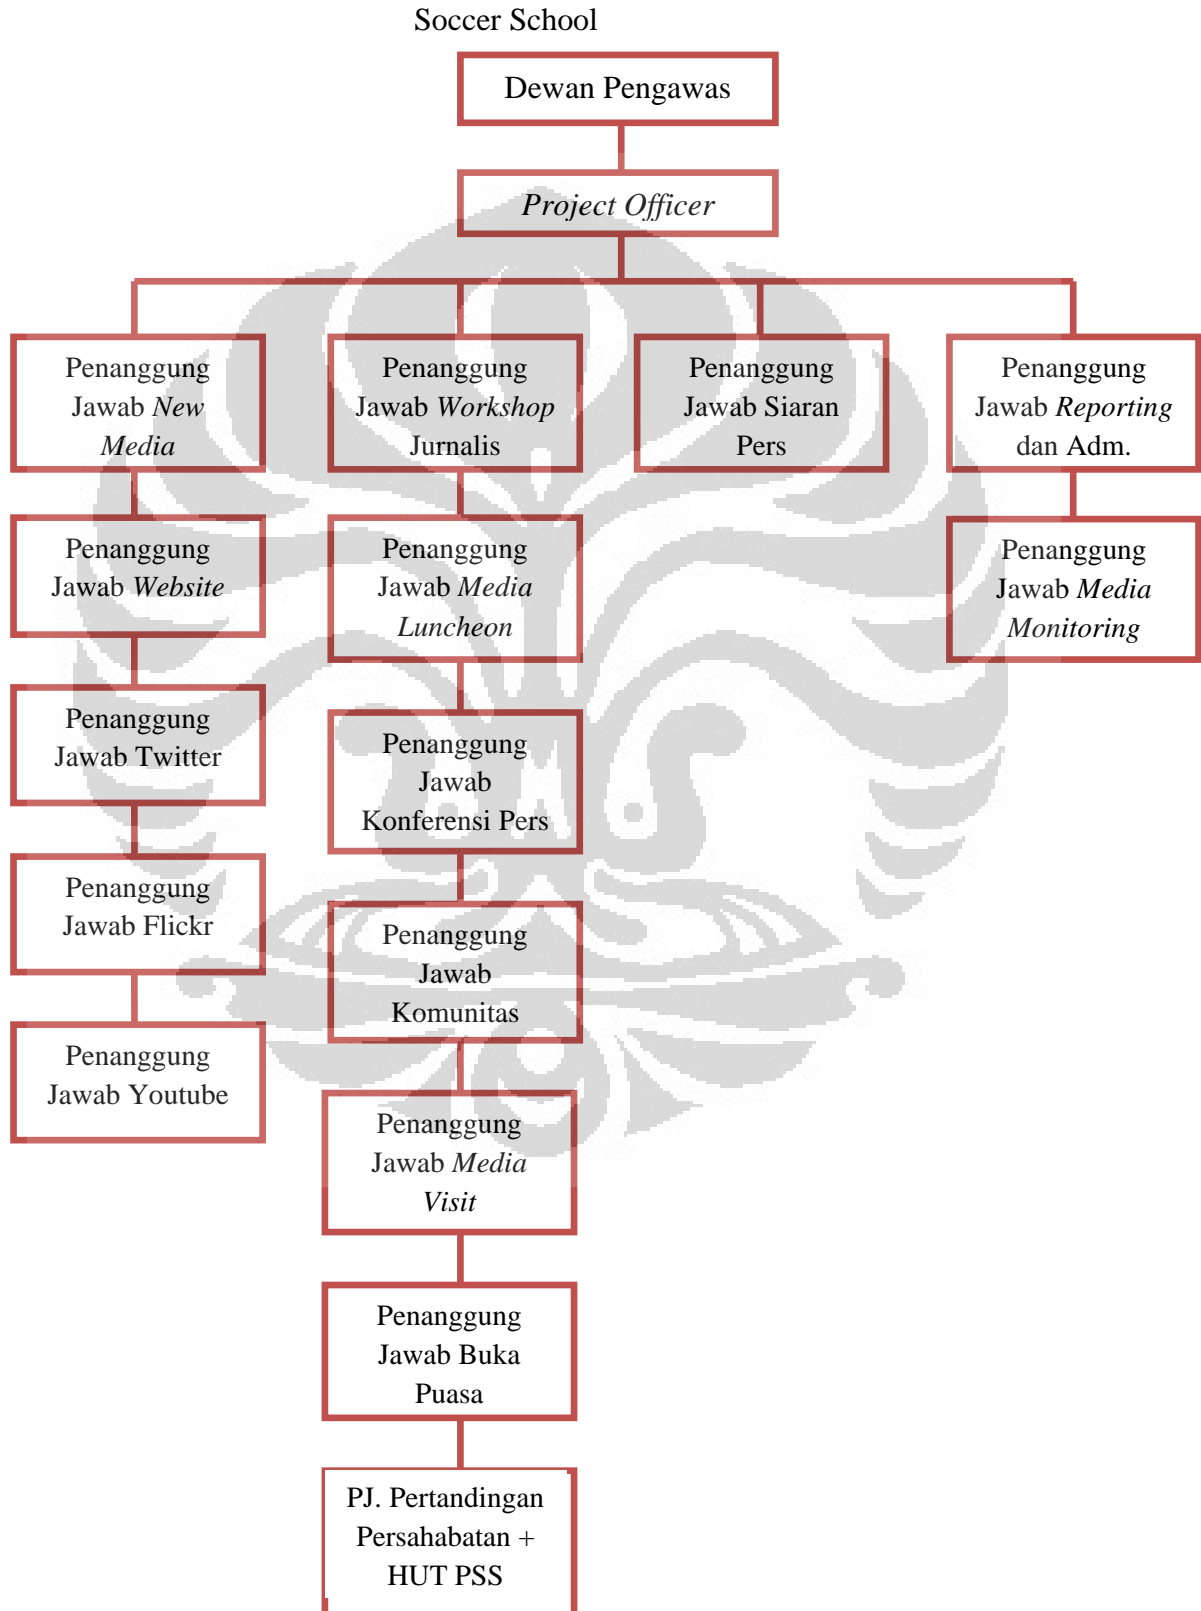 Soccer School
Dewan Pengawas
Project Officer
Penanggung
Jawab New
Media
Penanggung
Jawab Workshop
Jurnalis
Penanggung
Jawab Siaran
Pers
Penanggung
Jawab Reporting
dan Adm.
Penanggung
Jawab Website
Penanggung
Jawab Media
Luncheon
Penanggung
Jawab Media
Monitoring
Penanggung
Jawab Twitter
Penanggung
Jawab
Konferensi Pers
Penanggung
Jawab Flickr
Penanggung
Jawab
Komunitas
Penanggung
Jawab Youtube
Penanggung
Jawab Media
Visit
Penanggung
Jawab Buka
Puasa
PJ. Pertandingan
Persahabatan +
HUT PSS